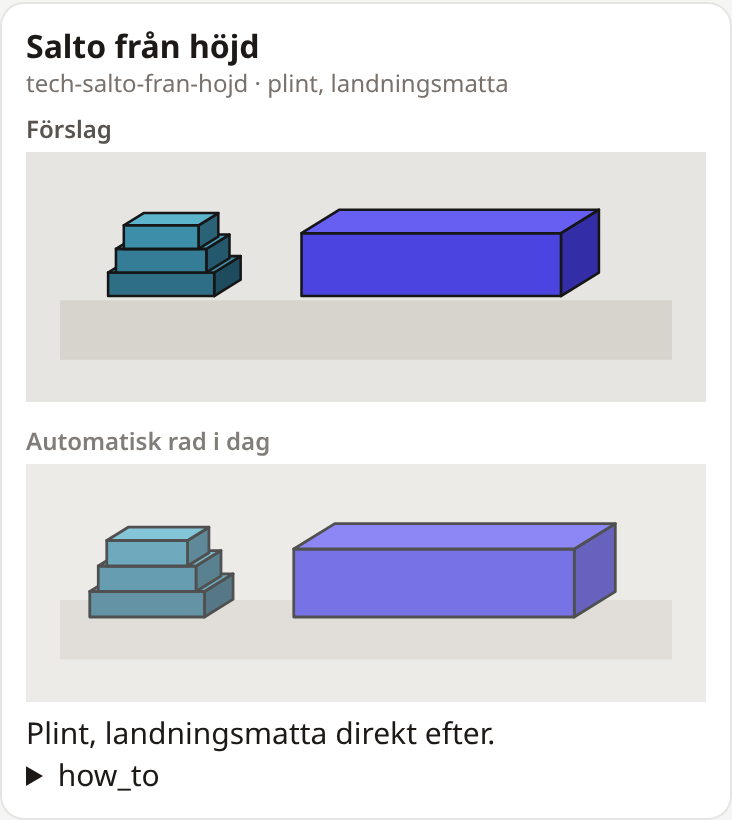 Salto från höjd
tech-salto-fran-hojd · plint, landningsmatta
Förslag
Automatisk rad i dag
Plint, landningsmatta direkt efter.
▶ how_to